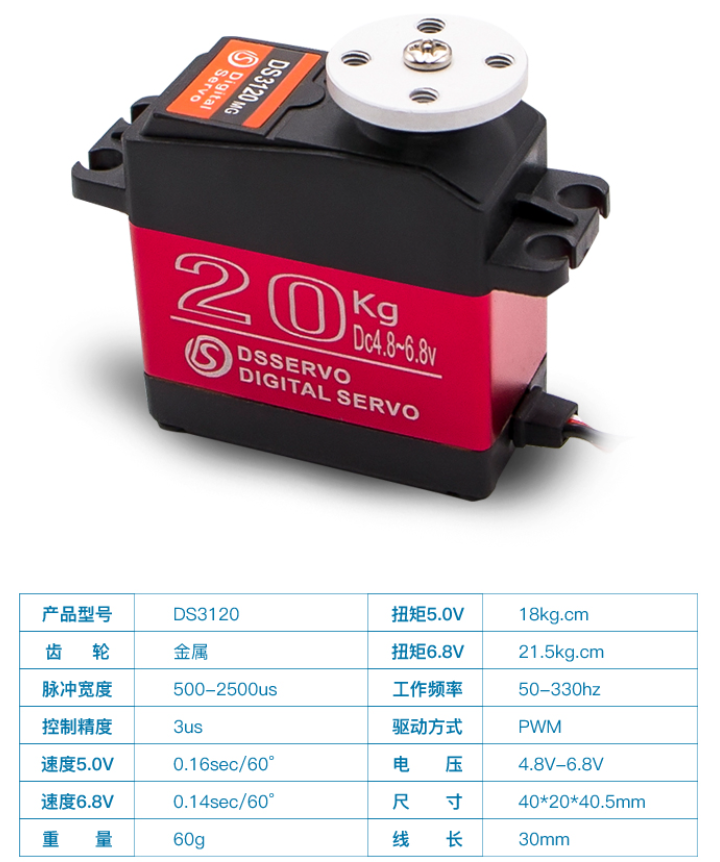 DS3120MG
Digital
Servo
20Kg
Dc4.8~6.8v
DSSERVO
DIGITAL SERVO
产品型号 DS3120 扭矩5.0V 18kg.cm
齿 轮 金属 扭矩6.8V 21.5kg.cm
脉冲宽度 500-2500us 工作频率 50-330hz
控制精度 3us 驱动方式 PWM
速度5.0V 0.16sec/60° 电 压 4.8V-6.8V
速度6.8V 0.14sec/60° 尺 寸 40*20*40.5mm
重 量 60g 线 长 30mm